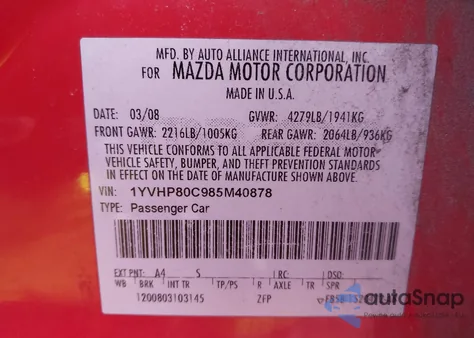 MFD. BY AUTO ALLIANCE INTERNATIONAL, INC.
FOR MAZDA MOTOR CORPORATION
MADE IN U.S.A.
DATE: 03/08 GVWR: 4279LB/1941KG
FRONT GAWR: 2216LB/1005KG REAR GAWR: 2064LB/936KG
THIS VEHICLE CONFORMS TO ALL APPLICABLE FEDERAL MOTOR
VEHICLE SAFETY, BUMPER, AND THEFT PREVENTION STANDARDS
IN EFFECT ON THE DATE OF MANUFACTURE SHOWN ABOVE.
VIN: 1YVHP80C985M40878
TYPE: Passenger Car
EXT PNT: A4 S RC: DSO:
WB BRK INT TR TP/PS R AXLE TR SPR
1200803103145 ZFP
autoSnap